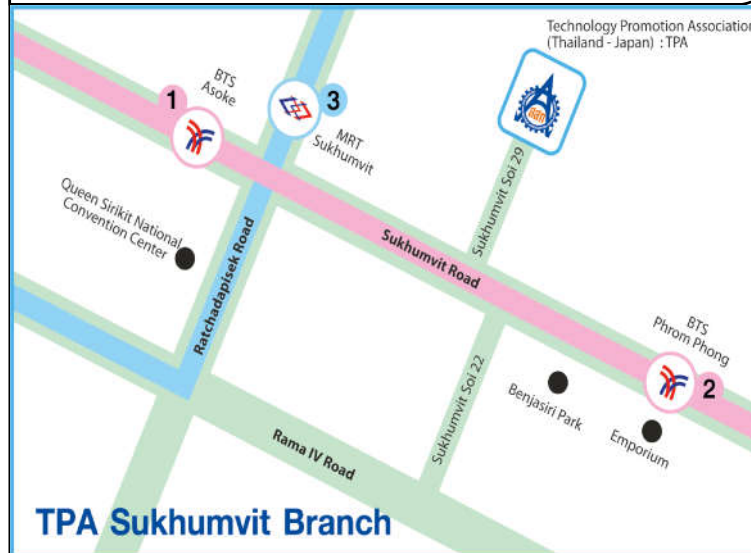 Technology Promotion Association
(Thailand - Japan) : TPA
BTS
Asoke
1
3
MRT
Sukhumvit
Queen Sirikit National
Convention Center
Ratchadapisek Road
Sukhumvit Road
Sukhumvit Soi 29
Sukhumvit Soi 22
BTS
Phrom Phong
2
Benjasiri Park
Emporium
Rama IV Road
TPA Sukhumvit Branch